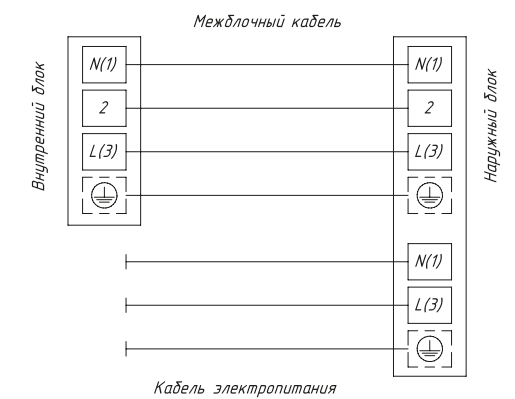 Межблочный кабель
Внутренний блок
N(1)
2
L(3)
N(1)
2
L(3)
N(1)
L(3)
Наружный блок
Кабель электропитания